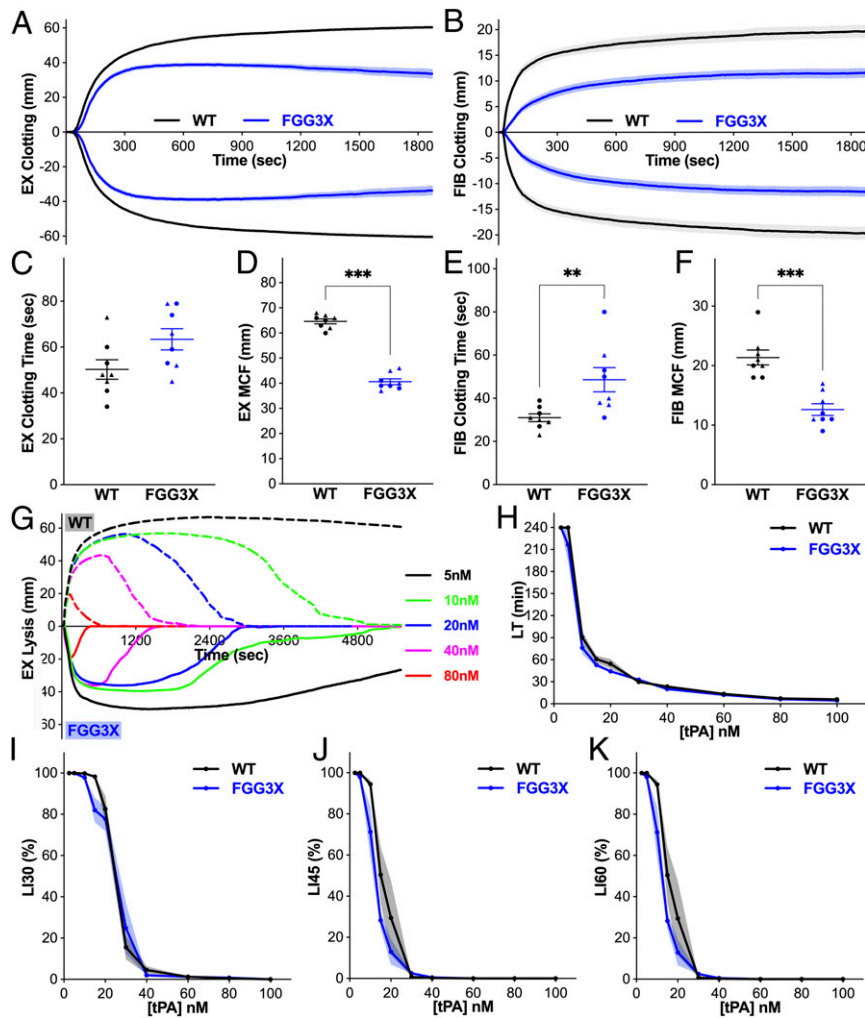 A
EX Clotting (mm)
60
40
20
0
-20
-40
-60
WT
FGG3X
300
600
900
1200
1500
1800
Time (sec)
B
FIB Clotting (mm)
20
15
10
5
0
-5
-10
-15
-20
WT
FGG3X
300
600
900
1200
1500
1800
Time (sec)
C
EX Clotting Time (sec)
80
60
40
20
0
WT
FGG3X
D
EX MCF (mm)
80
70
60
50
40
30
20
10
0
***
WT
FGG3X
E
FIB Clotting Time (sec)
100
80
60
40
20
0
**
WT
FGG3X
F
FIB MCF (mm)
30
20
10
0
***
WT
FGG3X
G
WT
EX Lysis (mm)
60
40
20
0
20
40
60
1200
2400
3600
4800
Time (sec)
FGG3X
5nM
10nM
20nM
40nM
80nM
H
LT (min)
240
210
180
150
120
90
60
30
0
WT
FGG3X
0
20
40
60
80
100
[tPA] nM
I
LI30 (%)
100
80
60
40
20
0
WT
FGG3X
0
20
40
60
80
100
[tPA] nM
J
LI45 (%)
100
80
60
40
20
0
WT
FGG3X
0
20
40
60
80
100
[tPA] nM
K
LI60 (%)
100
80
60
40
20
0
WT
FGG3X
0
20
40
60
80
100
[tPA] nM